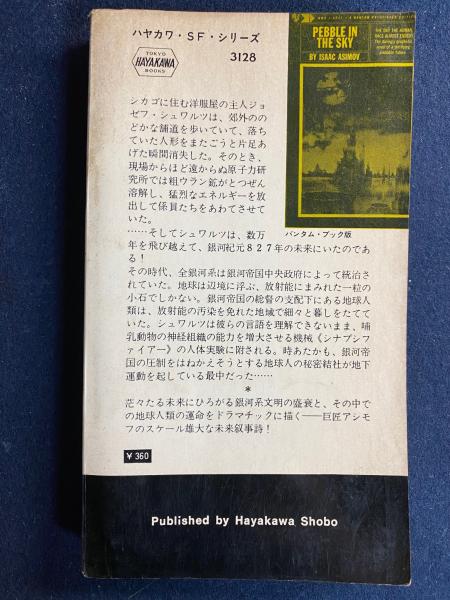 ハヤカワ・SF・シリーズ
TOKYO
HAYAKAWA
BOOKS
3128
PEBBLE IN
THE SKY
BY ISAAC ASIMOV
バンタム・ブック版
シカゴに住む洋服屋の主人ジョ
ゼフ・シュワルツは、郊外のの
どかな舗道を歩いていて、落ち
ていた人形をまたごうと片足あ
げた瞬間消失した。そのとき、
現場からほど遠からぬ原子力研
究所では粗ウラン鉱がとつぜん
溶解し、猛烈なエネルギーを放
出して係員たちをあわてさせて
いた。
……そしてシュワルツは、数万
年を飛び越えて、銀河紀元８２７年の未来にいたのであ
る！
その時代、全銀河系は銀河帝国中央政府によって統治さ
れていた。地球は辺境に浮ぶ、放射能にまみれた一粒の
小石でしかない。銀河帝国の総督の支配下にある地球人
類は、放射能の汚染を免れた地域で細々と暮しをたてて
いた。シュワルツは彼らの言語を理解できないまま、哺
乳動物の神経組織の能力を増大させる機械《シナプシフ
ァイアー》の人体実験に附される。時あたかも、銀河帝
国の圧制をはねかえそうとする地球人の秘密結社が地下
運動を起している最中だった……
＊
茫々たる未来にひろがる銀河系文明の盛衰と、その中で
の地球人類の運命をドラマチックに描く──巨匠アシモ
フのスケール雄大な未来叙事詩！
¥ 360
Published by Hayakawa Shobo